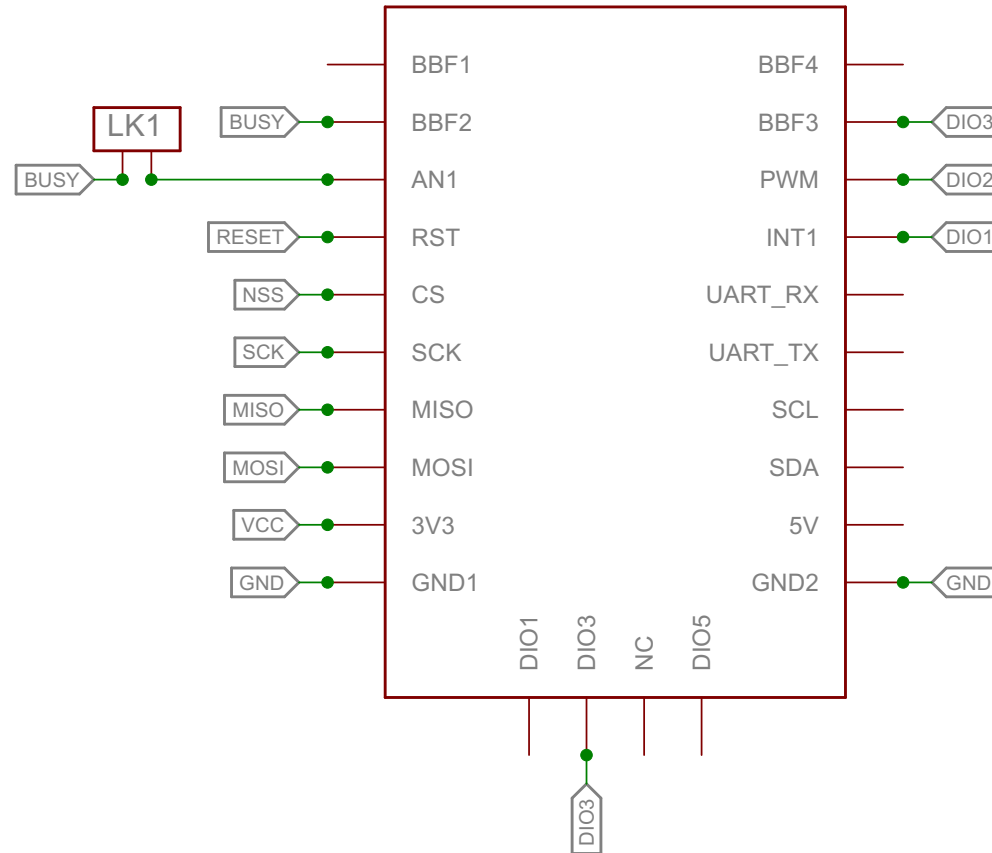 BBF1 BBF4
LK1 BUSY BBF2 BBF3 DIO3
BUSY AN1 PWM DIO2
RESET RST INT1 DIO1
NSS CS UART_RX
SCK SCK UART_TX
MISO MISO SCL
MOSI MOSI SDA
VCC 3V3 5V
GND GND1 GND2 GND
DIO1 DIO3 NC DIO5
DIO3